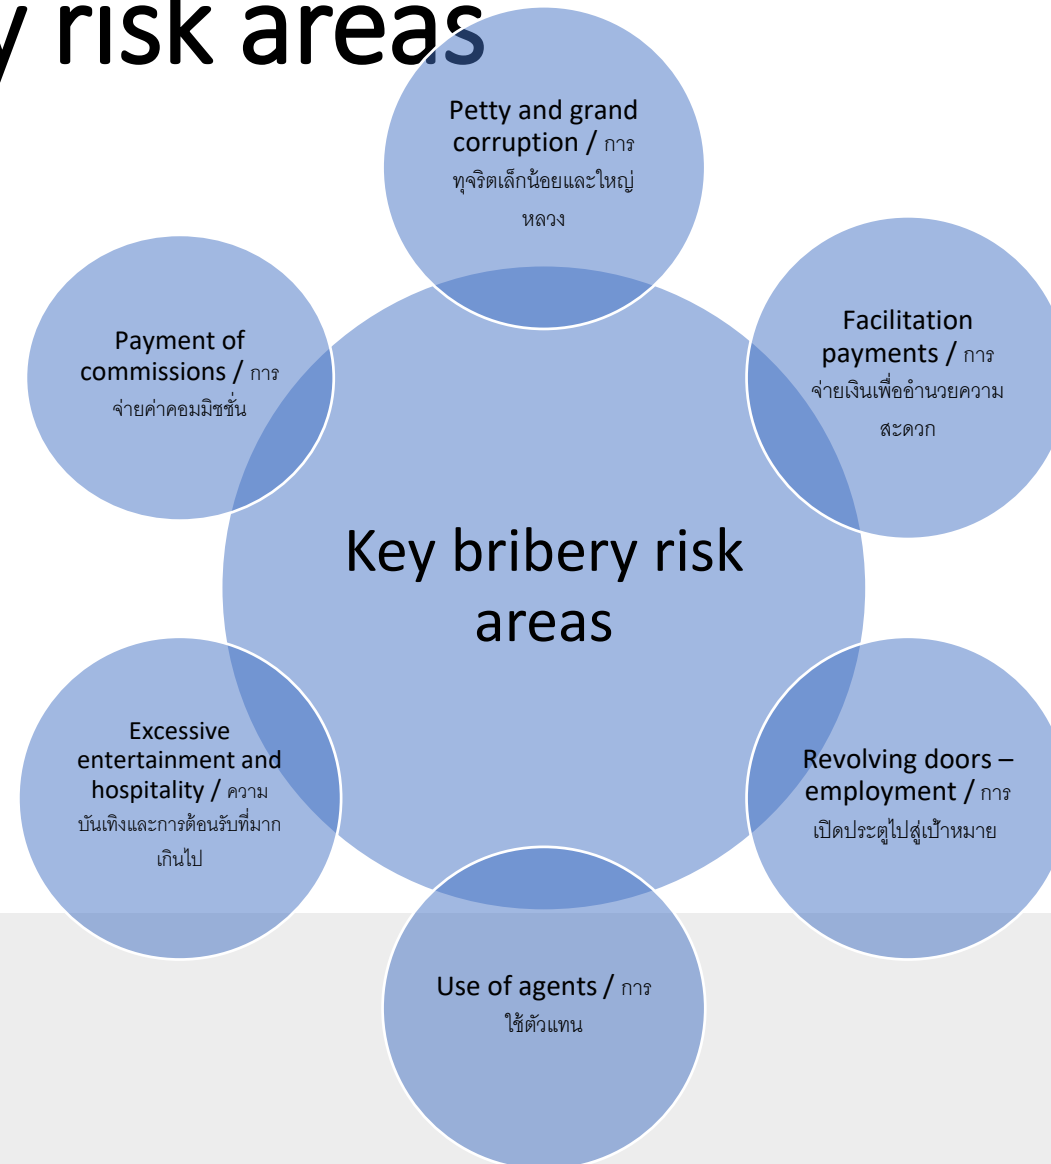 y risk areas
Petty and grand
corruption / การ
ทุจริตเล็กน้อยและใหญ่
หลวง
Facilitation
payments / การ
จ่ายเงินเพื่ออำนวยความ
สะดวก
Revolving doors –
employment / การ
เปิดประตูไปสู่เป้าหมาย
Use of agents / การ
ใช้ตัวแทน
Excessive
entertainment and
hospitality / ความ
บันเทิงและการต้อนรับที่มาก
เกินไป
Payment of
commissions / การ
จ่ายค่าคอมมิชชั่น
Key bribery risk
areas